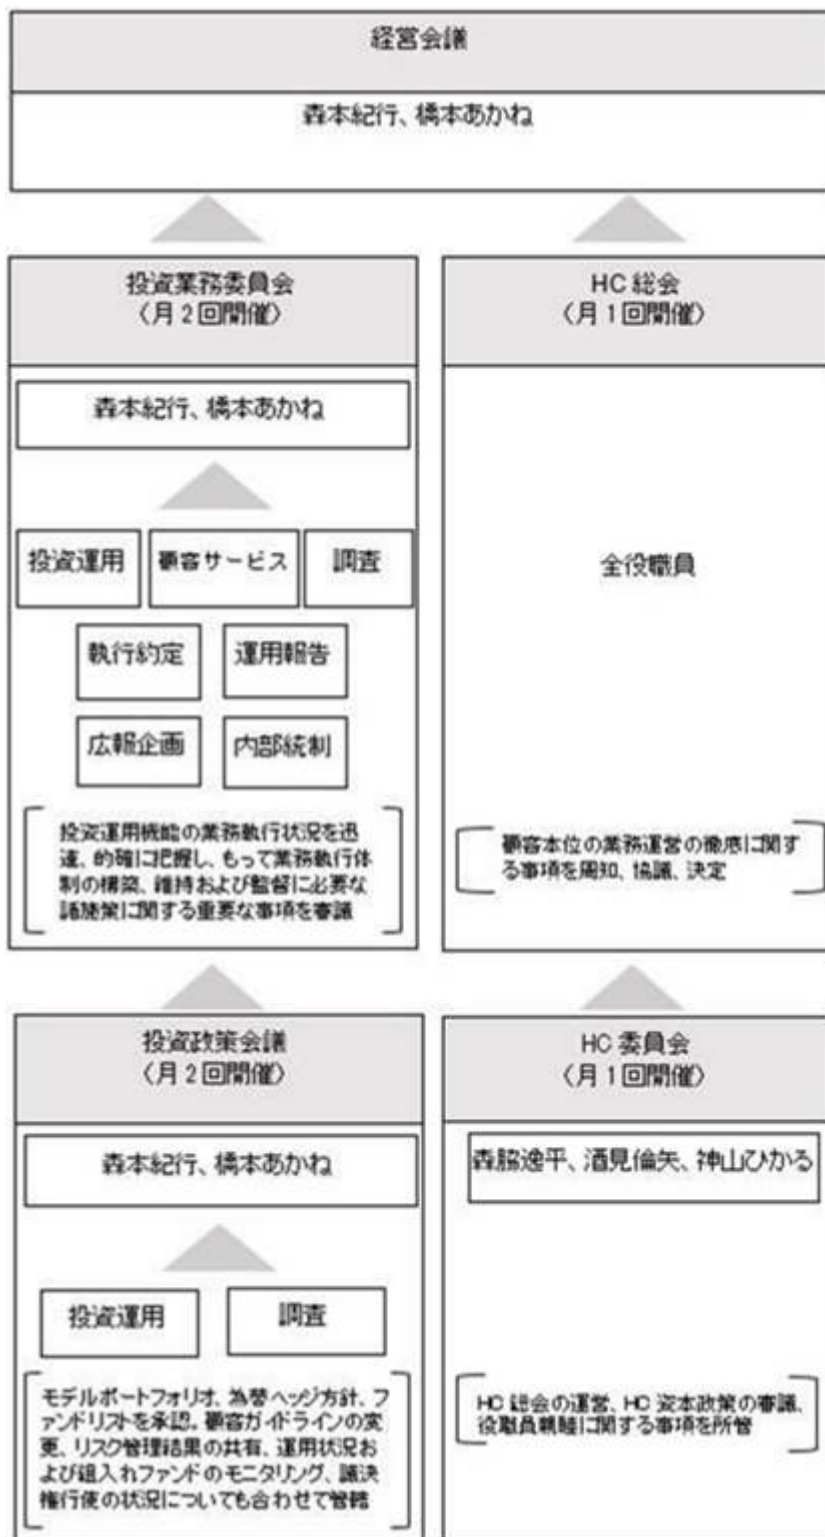 経営会議
森本紀行、橋本あかね
投資業務委員会
〈月2回開催〉
森本紀行、橋本あかね
投資運用
顧客サービス
調査
執行約定
運用報告
広報企画
内部統制
投資運用機能の業務執行状況を迅
速、的確に把握し、もって業務執行体
制の構築、維持および監督に必要な
諸施策に関する重要な事項を審議
HC 総会
〈月1回開催〉
全役職員
顧客本位の業務運営の徹底に関す
る事項を周知、協議、決定
投資政策会議
〈月2回開催〉
森本紀行、橋本あかね
投資運用
調査
モデルポートフォリオ、為替ヘッジ方針、フ
ァンドリストを承認。顧客ガイドラインの変
更、リスク管理結果の共有、運用状況お
よび組入れファンドのモニタリング、議決
権行使の状況についても合わせて管轄
HC 委員会
〈月1回開催〉
森脇逸平、酒見倫矢、神山ひかる
HC 総会の運営、HC 資本政策の審議、
役職員親睦に関する事項を所管